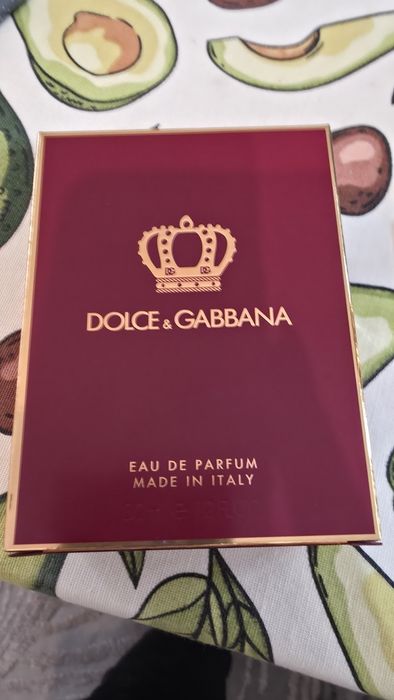 DOLCE & GABBANA
EAU DE PARFUM
MADE IN ITALY